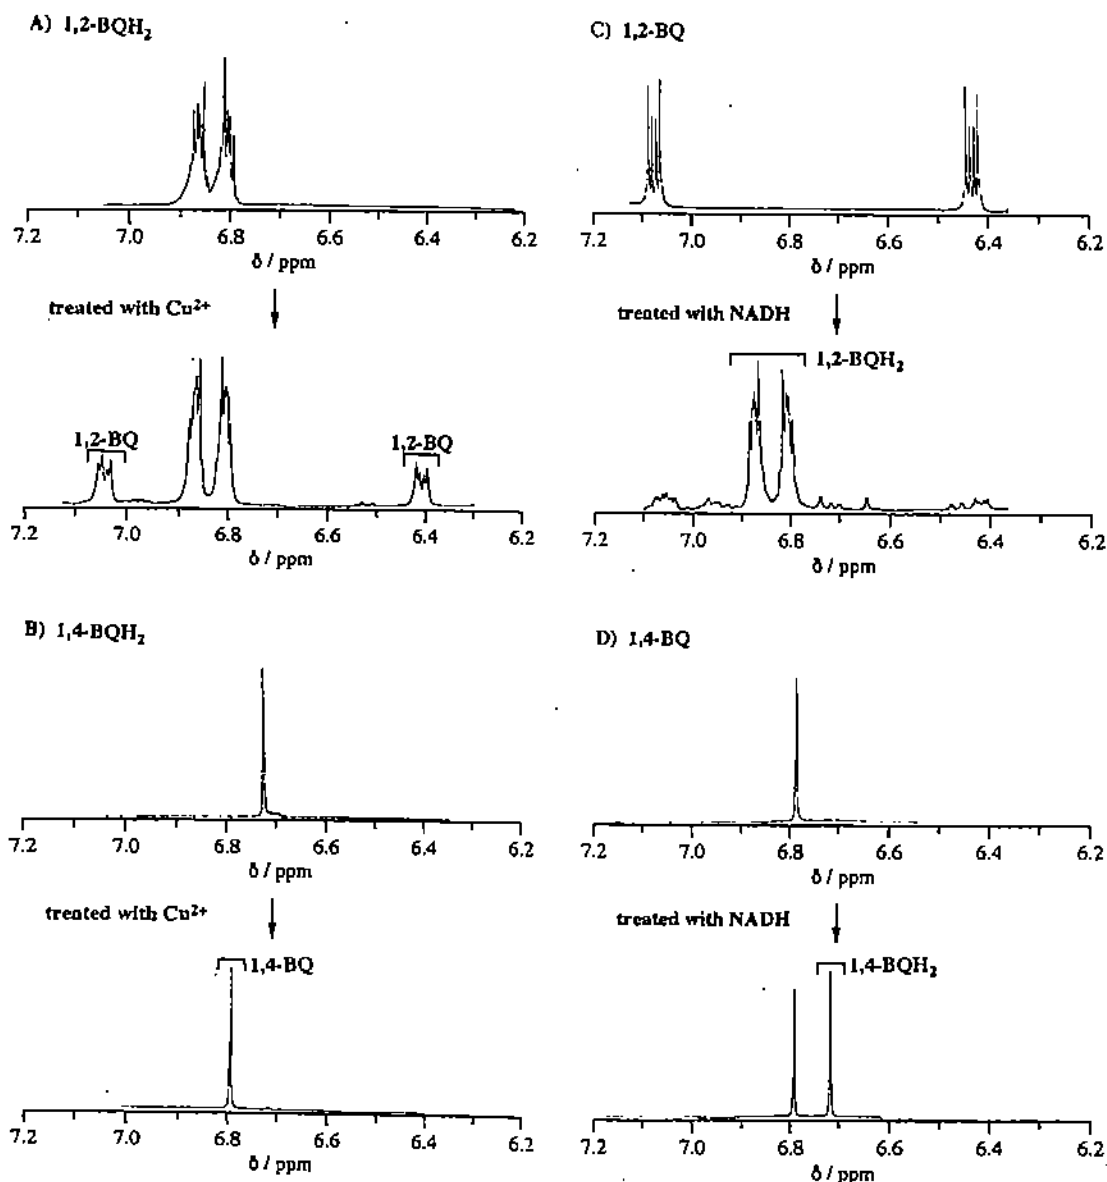 A) 1,2-BQH₂
7.2 7.0 6.8 6.6 6.4 6.2
δ / ppm
treated with Cu²⁺
1,2-BQ 1,2-BQ
7.2 7.0 6.8 6.6 6.4 6.2
δ / ppm
B) 1,4-BQH₂
7.2 7.0 6.8 6.6 6.4 6.2
δ / ppm
treated with Cu²⁺
1,4-BQ
7.2 7.0 6.8 6.6 6.4 6.2
δ / ppm
C) 1,2-BQ
7.2 7.0 6.8 6.6 6.4 6.2
δ / ppm
treated with NADH
1,2-BQH₂
7.2 7.0 6.8 6.6 6.4 6.2
δ / ppm
D) 1,4-BQ
7.2 7.0 6.8 6.6 6.4 6.2
δ / ppm
treated with NADH
1,4-BQH₂
7.2 7.0 6.8 6.6 6.4 6.2
δ / ppm